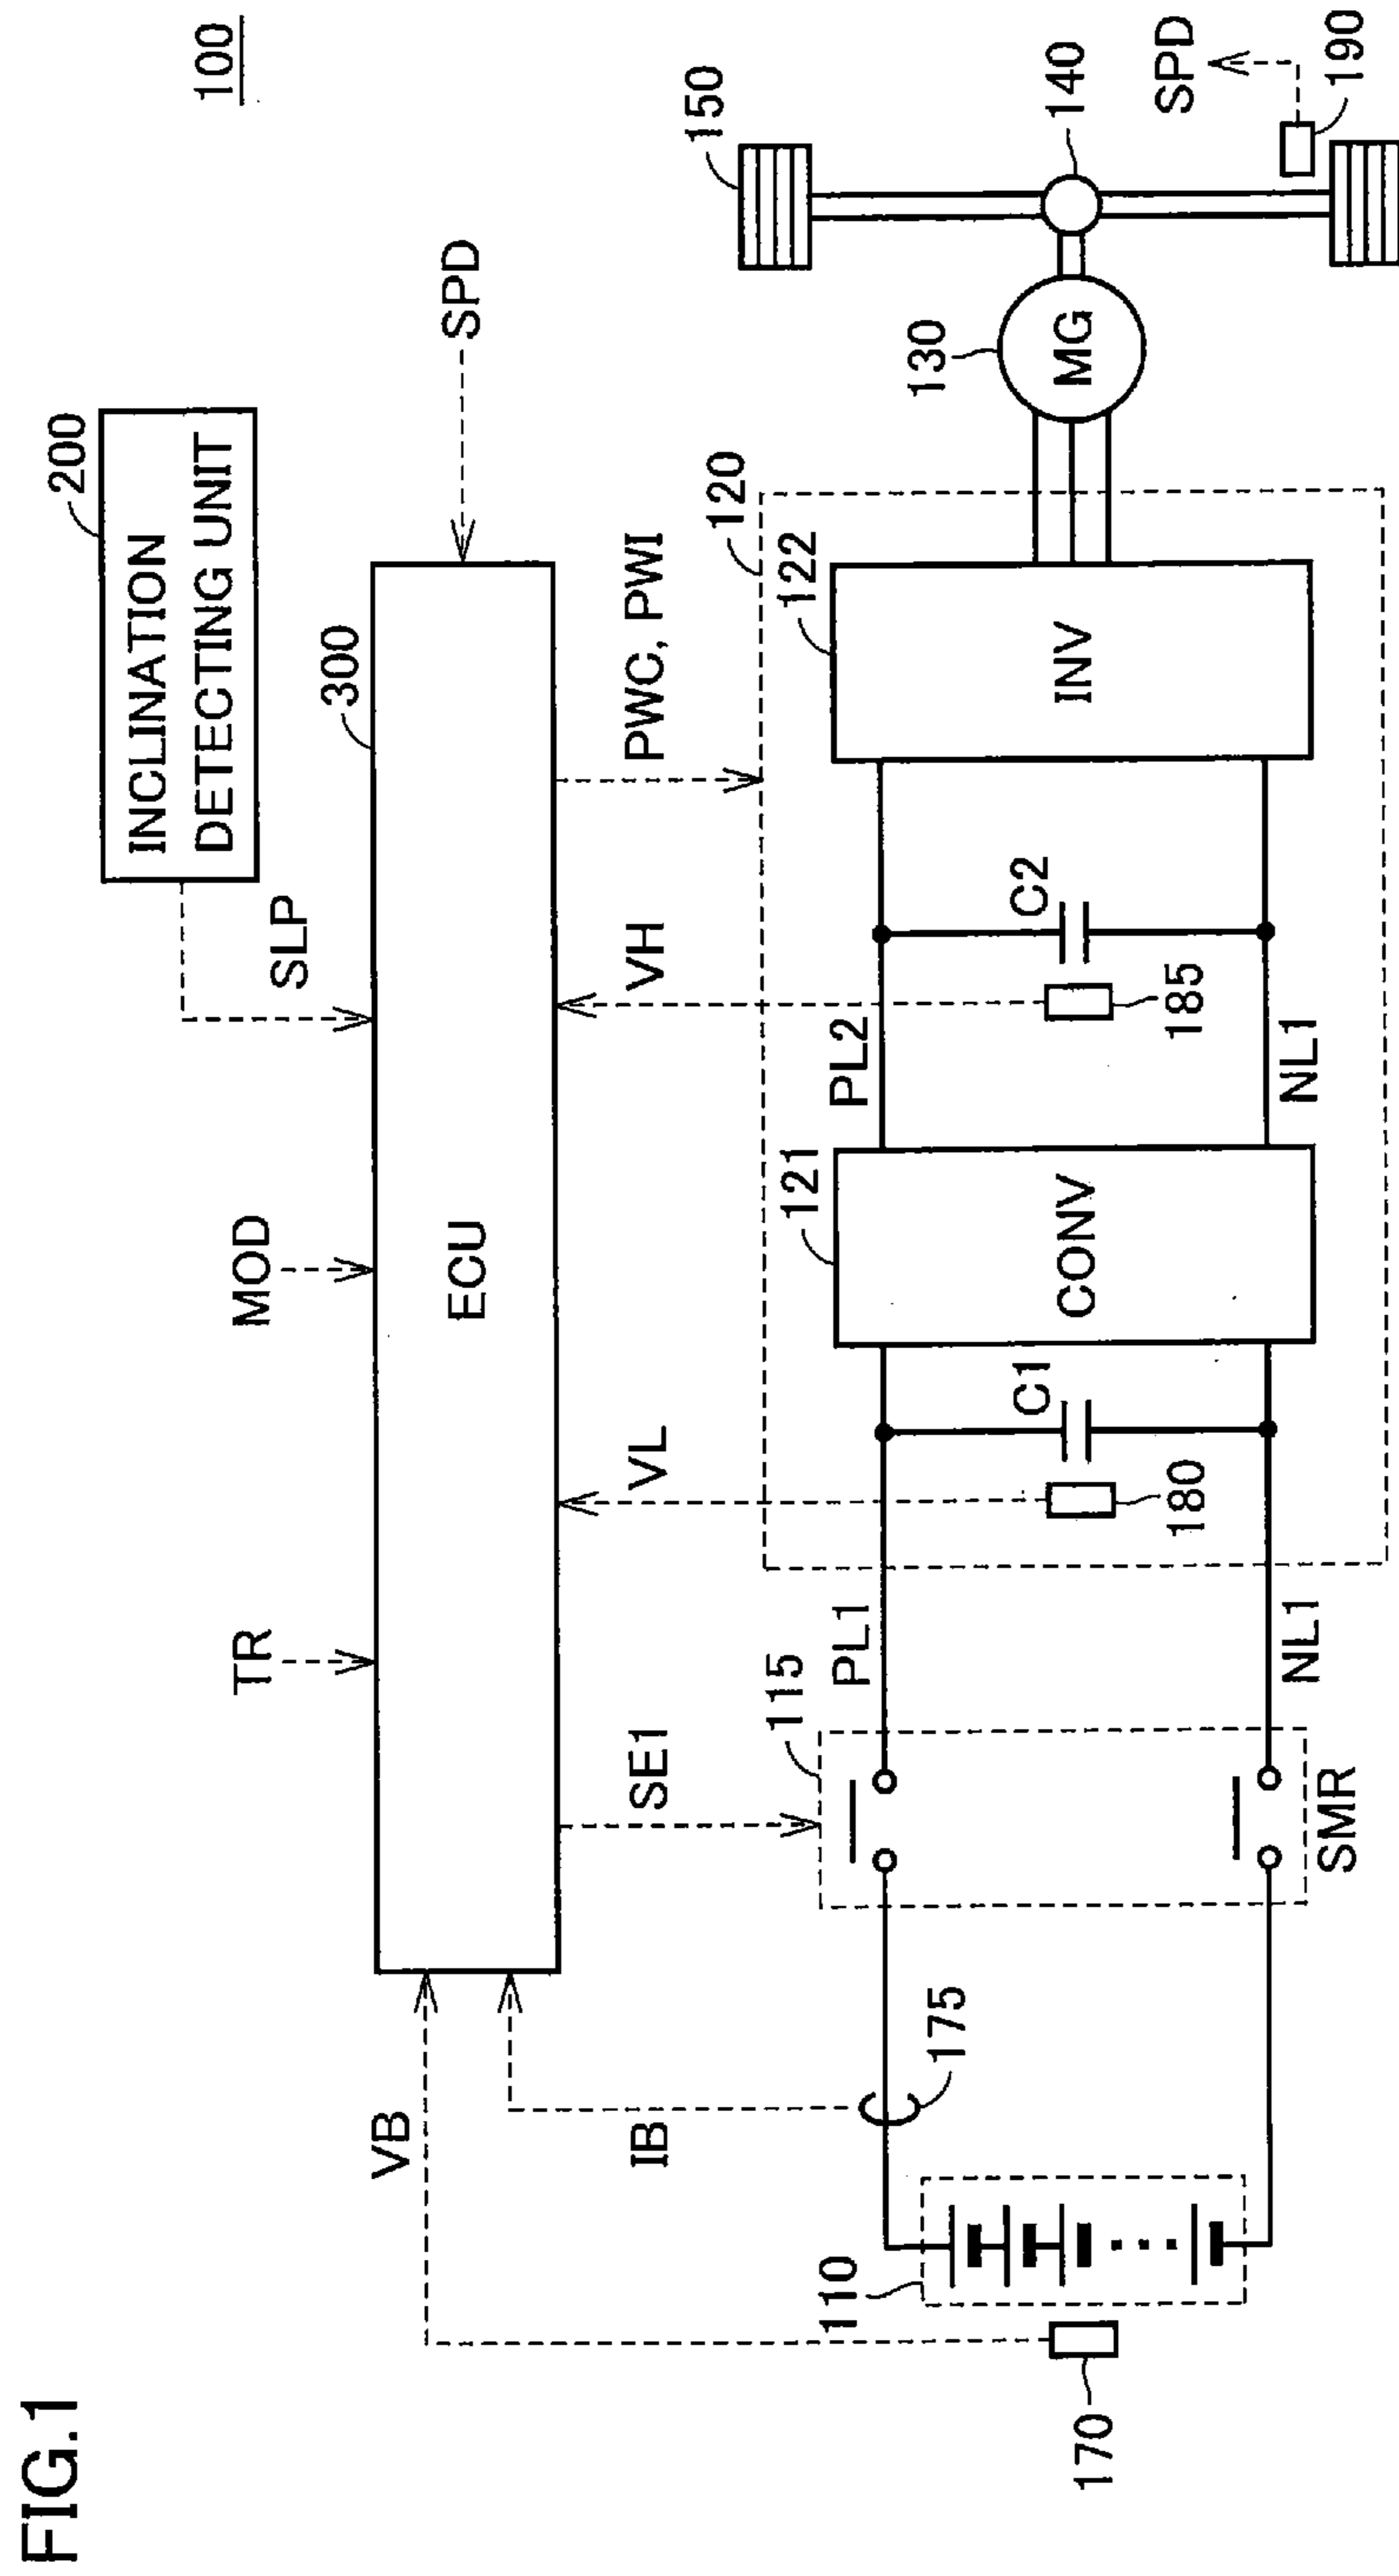 FIG.1
100
200
INCLINATION
DETECTING UNIT
SLP
MOD
TR
SPD
300
ECU
VB
IB
SE1
VL
VH
PWC, PWI
110
170
175
115
SMR
PL1
NL1
120
121
CONV
C1
180
PL2
NL1
C2
185
122
INV
130
MG
140
150
SPD
190